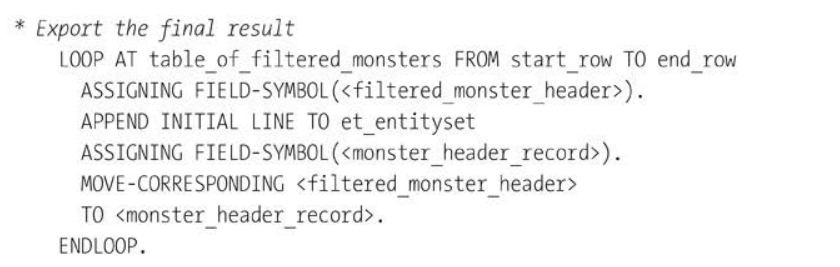 * Export the final result
LOOP AT table_of_filtered_monsters FROM start_row TO end_row
ASSIGNING FIELD-SYMBOL(<filtered_monster_header>).
APPEND INITIAL LINE TO et_entityset
ASSIGNING FIELD-SYMBOL(<monster_header_record>).
MOVE-CORRESPONDING <filtered_monster_header>
TO <monster_header_record>.
ENDLOOP.